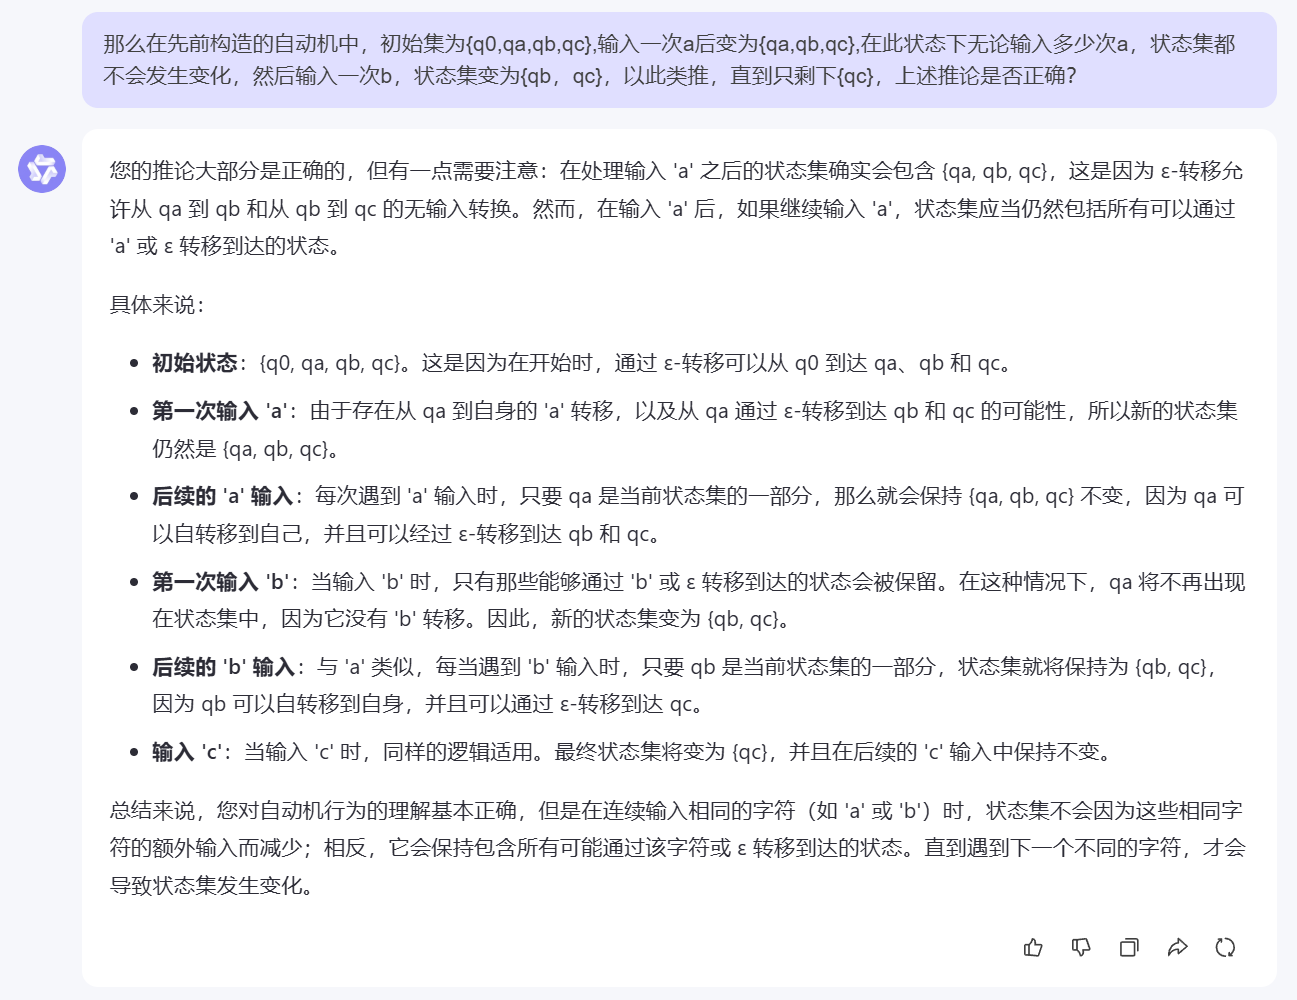 那么在先前构造的自动机中，初始集为{q0,qa,qb,qc},输入一次a后变为{qa,qb,qc},在此状态下无论输入多少次a，状态集都
不会发生变化，然后输入一次b，状态集变为{qb，qc}，以此类推，直到只剩下{qc}，上述推论是否正确？
您的推论大部分是正确的，但有一点需要注意：在处理输入 'a' 之后的状态集确实会包含 {qa, qb, qc}，这是因为 ε-转移允
许从 qa 到 qb 和从 qb 到 qc 的无输入转换。然而，在输入 'a' 后，如果继续输入 'a'，状态集应当仍然包括所有可以通过
'a' 或 ε 转移到达的状态。
具体来说：
• 初始状态：{q0, qa, qb, qc}。这是因为在开始时，通过 ε-转移可以从 q0 到达 qa、qb 和 qc。
• 第一次输入 'a'：由于存在从 qa 到自身的 'a' 转移，以及从 qa 通过 ε-转移到达 qb 和 qc 的可能性，所以新的状态集
仍然是 {qa, qb, qc}。
• 后续的 'a' 输入：每次遇到 'a' 输入时，只要 qa 是当前状态集的一部分，那么就会保持 {qa, qb, qc} 不变，因为 qa 可
以自转移到自己，并且可以经过 ε-转移到达 qb 和 qc。
• 第一次输入 'b'：当输入 'b' 时，只有那些能够通过 'b' 或 ε 转移到达的状态会被保留。在这种情况下，qa 将不再出现
在状态集中，因为它没有 'b' 转移。因此，新的状态集变为 {qb, qc}。
• 后续的 'b' 输入：与 'a' 类似，每当遇到 'b' 输入时，只要 qb 是当前状态集的一部分，状态集就将保持为 {qb, qc}，
因为 qb 可以自转移到自身，并且可以通过 ε-转移到达 qc。
• 输入 'c'：当输入 'c' 时，同样的逻辑适用。最终状态集将变为 {qc}，并且在后续的 'c' 输入中保持不变。
总结来说，您对自动机行为的理解基本正确，但是在连续输入相同的字符（如 'a' 或 'b'）时，状态集不会因为这些相同字
符的额外输入而减少；相反，它会保持包含所有可能通过该字符或 ε 转移到达的状态。直到遇到下一个不同的字符，才会
导致状态集发生变化。